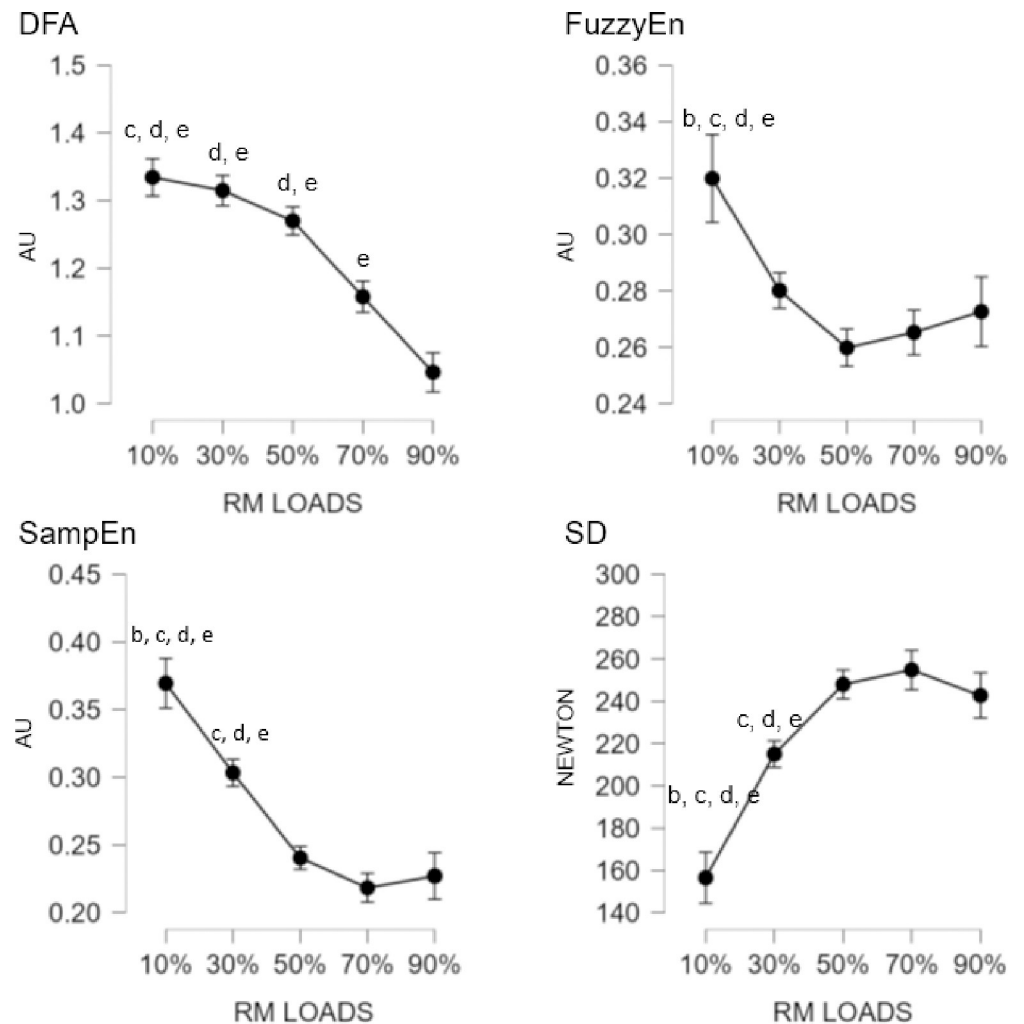 DFA
1.5
1.4
1.3
1.2
1.1
1.0
AU
c, d, e
d, e
d, e
e
10% 30% 50% 70% 90%
RM LOADS
FuzzyEn
0.36
0.34
0.32
0.30
0.28
0.26
0.24
AU
b, c, d, e
10% 30% 50% 70% 90%
RM LOADS
SampEn
0.45
0.40
0.35
0.30
0.25
0.20
AU
b, c, d, e
c, d, e
10% 30% 50% 70% 90%
RM LOADS
SD
300
280
260
240
220
200
180
160
140
NEWTON
c, d, e
b, c, d, e
10% 30% 50% 70% 90%
RM LOADS